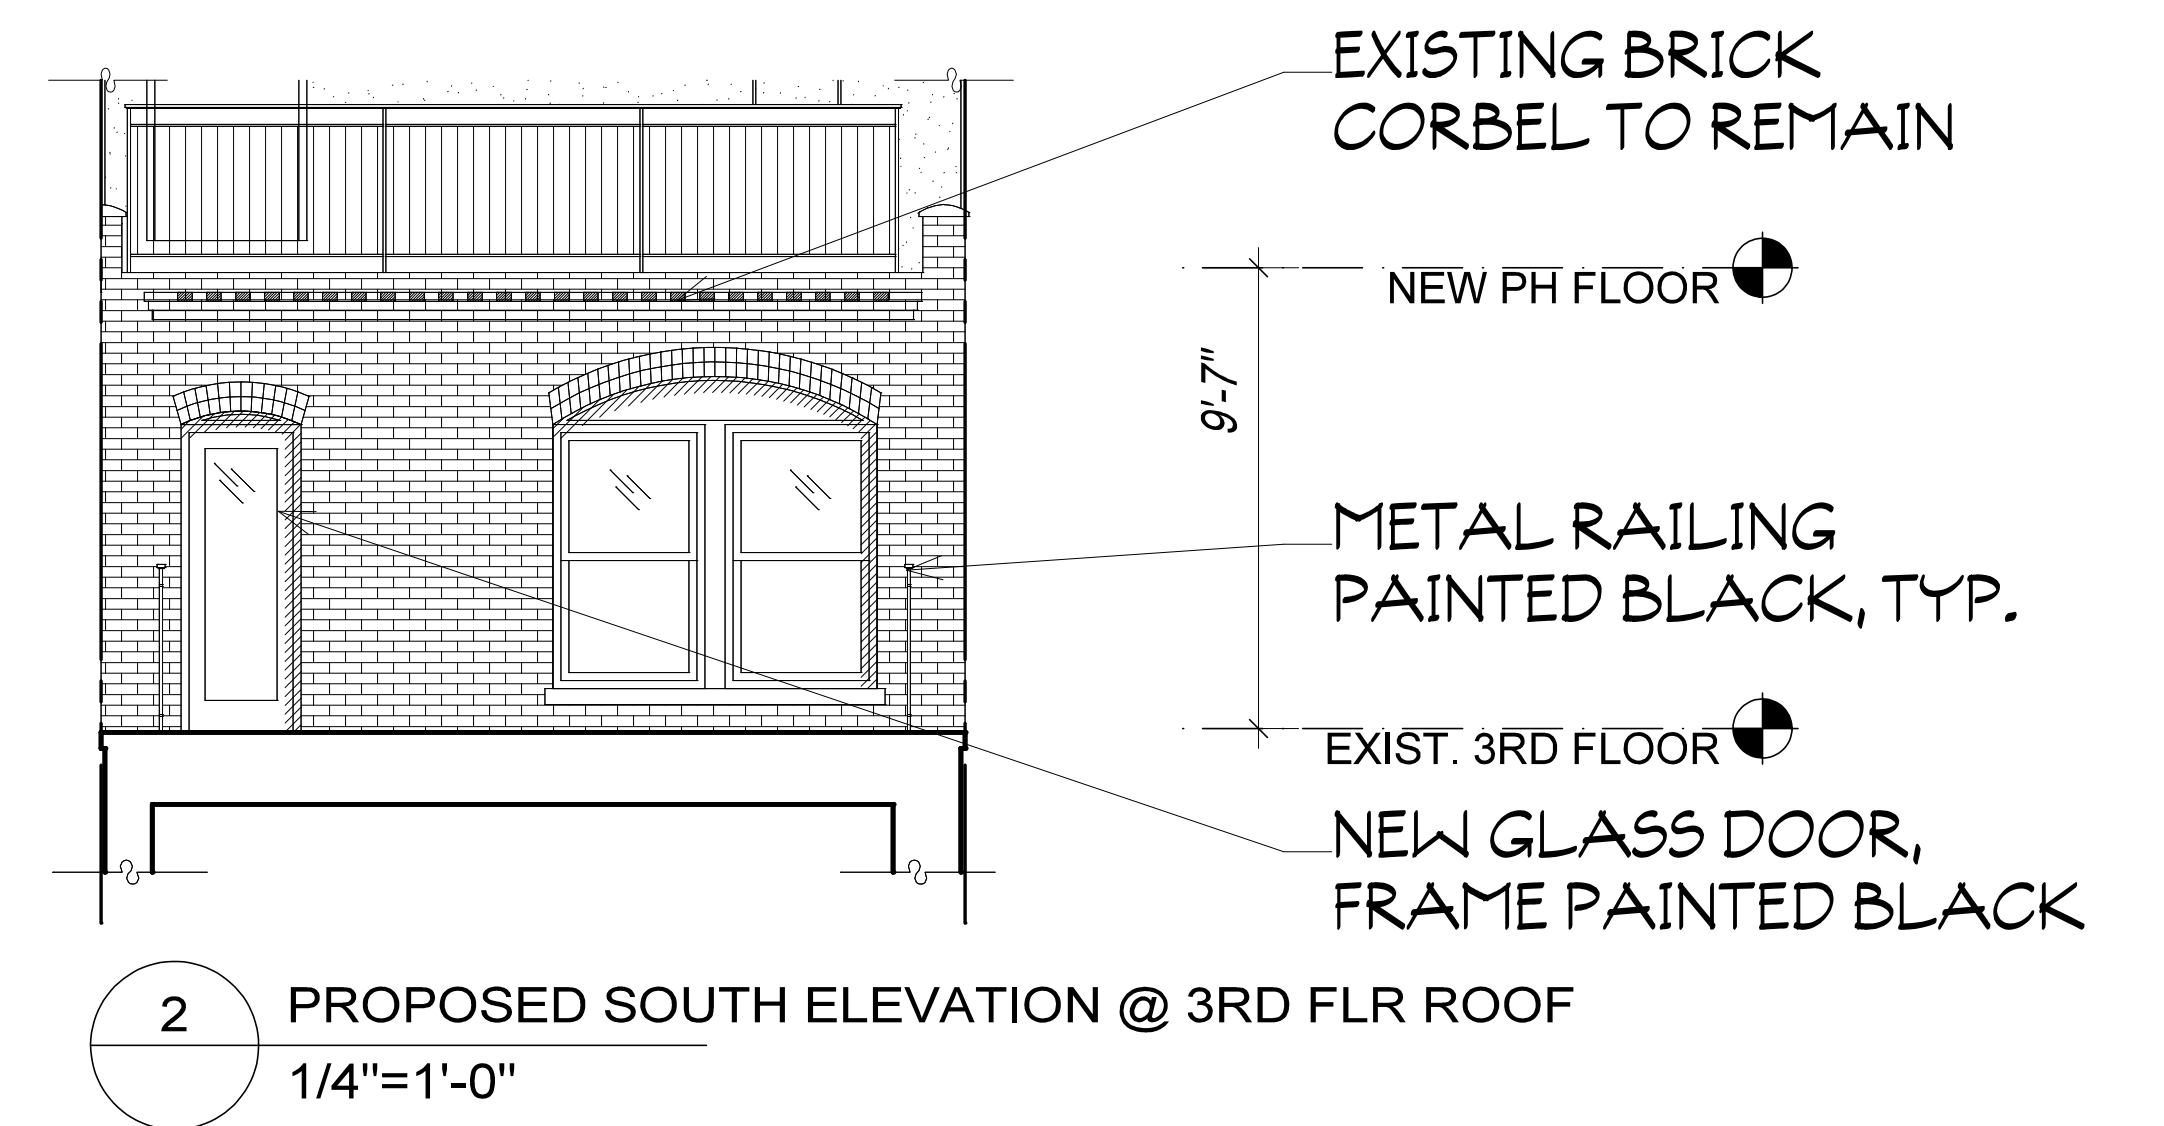 EXISTING BRICK
CORBEL TO REMAIN
NEW PH FLOOR
9'-7"
METAL RAILING
PAINTED BLACK, TYP.
EXIST. 3RD FLOOR
NEW GLASS DOOR,
FRAME PAINTED BLACK
2
PROPOSED SOUTH ELEVATION @ 3RD FLR ROOF
1/4"=1'-0"